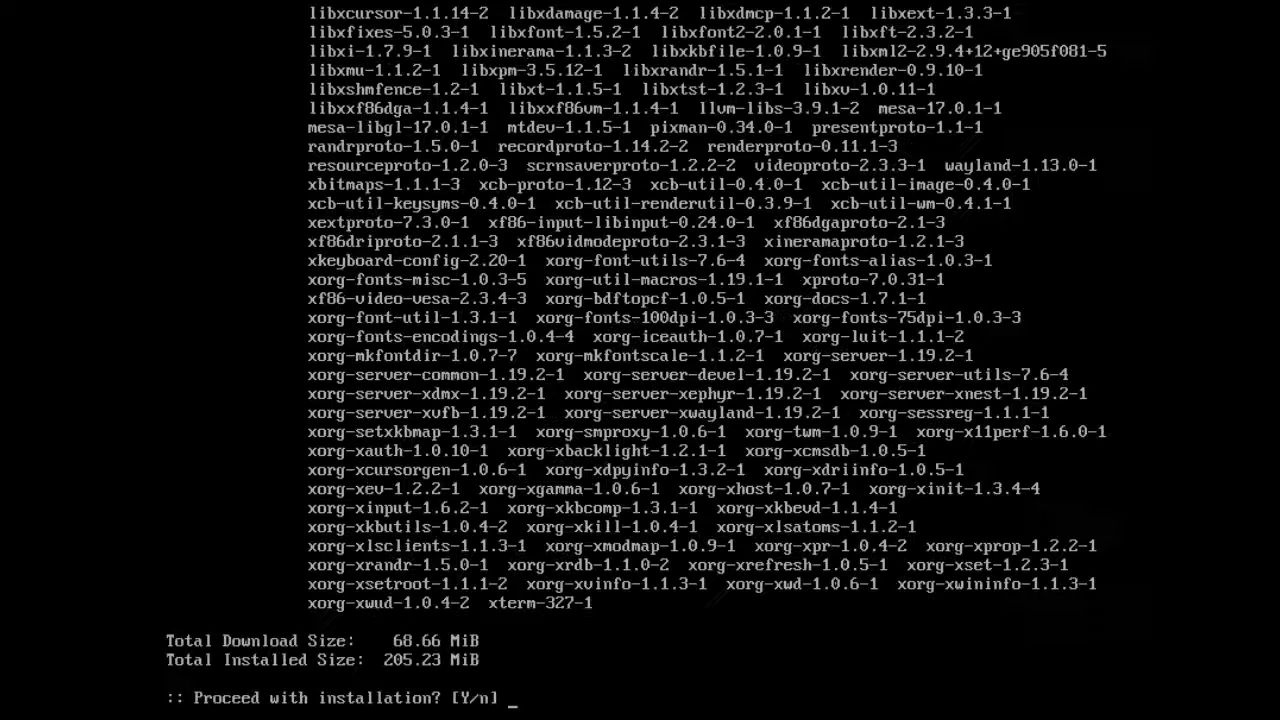 libxcursor-1.1.14-2  libxdamage-1.1.4-2  libxdmcp-1.1.2-1  libxext-1.3.3-1
libxfixes-5.0.3-1  libxfont-1.5.2-1  libxfont2-2.0.1-1  libxft-2.3.2-1
libxi-1.7.9-1  libxinerama-1.1.3-2  libxkbfile-1.0.9-1  libxml2-2.9.4+12+ge905f081-5
libxmu-1.1.2-1  libxpm-3.5.12-1  libxrandr-1.5.1-1  libxrender-0.9.10-1
libxshmfence-1.2-1  libxt-1.1.5-1  libxtst-1.2.3-1  libxv-1.0.11-1
libxxf86dga-1.1.4-1  libxxf86vm-1.1.4-1  llvm-libs-3.9.1-2  mesa-17.0.1-1
mesa-libgl-17.0.1-1  mtdev-1.1.5-1  pixman-0.34.0-1  presentproto-1.1-1
randrproto-1.5.0-1  recordproto-1.14.2-2  renderproto-0.11.1-3
resourceproto-1.2.0-3  scrnsaverproto-1.2.2-2  videoproto-2.3.3-1  wayland-1.13.0-1
xbitmaps-1.1.1-3  xcb-proto-1.12-3  xcb-util-0.4.0-1  xcb-util-image-0.4.0-1
xcb-util-keysyms-0.4.0-1  xcb-util-renderutil-0.3.9-1  xcb-util-wm-0.4.1-1
xextproto-7.3.0-1  xf86-input-libinput-0.24.0-1  xf86dgaproto-2.1-3
xf86driproto-2.1.1-3  xf86vidmodeproto-2.3.1-3  xineramaproto-1.2.1-3
xkeyboard-config-2.20-1  xorg-font-utils-7.6-4  xorg-fonts-alias-1.0.3-1
xorg-fonts-misc-1.0.3-5  xorg-util-macros-1.19.1-1  xproto-7.0.31-1
xf86-video-vesa-2.3.4-3  xorg-bdftopcf-1.0.5-1  xorg-docs-1.7.1-1
xorg-font-util-1.3.1-1  xorg-fonts-100dpi-1.0.3-3  xorg-fonts-75dpi-1.0.3-3
xorg-fonts-encodings-1.0.4-4  xorg-iceauth-1.0.7-1  xorg-luit-1.1.1-2
xorg-mkfontdir-1.0.7-7  xorg-mkfontscale-1.1.2-1  xorg-server-1.19.2-1
xorg-server-common-1.19.2-1  xorg-server-devel-1.19.2-1  xorg-server-utils-7.6-4
xorg-server-xdmx-1.19.2-1  xorg-server-xephyr-1.19.2-1  xorg-server-xnest-1.19.2-1
xorg-server-xvfb-1.19.2-1  xorg-server-xwayland-1.19.2-1  xorg-sessreg-1.1.1-1
xorg-setxkbmap-1.3.1-1  xorg-smproxy-1.0.6-1  xorg-twm-1.0.9-1  xorg-x11perf-1.6.0-1
xorg-xauth-1.0.10-1  xorg-xbacklight-1.2.1-1  xorg-xcmsdb-1.0.5-1
xorg-xcursorgen-1.0.6-1  xorg-xdpyinfo-1.3.2-1  xorg-xdriinfo-1.0.5-1
xorg-xev-1.2.2-1  xorg-xgamma-1.0.6-1  xorg-xhost-1.0.7-1  xorg-xinit-1.3.4-4
xorg-xinput-1.6.2-1  xorg-xkbcomp-1.3.1-1  xorg-xkbevd-1.1.4-1
xorg-xkbutils-1.0.4-2  xorg-xkill-1.0.4-1  xorg-xlsatoms-1.1.2-1
xorg-xlsclients-1.1.3-1  xorg-xmodmap-1.0.9-1  xorg-xpr-1.0.4-2  xorg-xprop-1.2.2-1
xorg-xrandr-1.5.0-1  xorg-xrdb-1.1.0-2  xorg-xrefresh-1.0.5-1  xorg-xset-1.2.3-1
xorg-xsetroot-1.1.1-2  xorg-xvinfo-1.1.3-1  xorg-xwd-1.0.6-1  xorg-xwininfo-1.1.3-1
xorg-xwud-1.0.4-2  xterm-327-1
Total Download Size:    68.66 MiB
Total Installed Size:  205.23 MiB
:: Proceed with installation? [Y/n] _